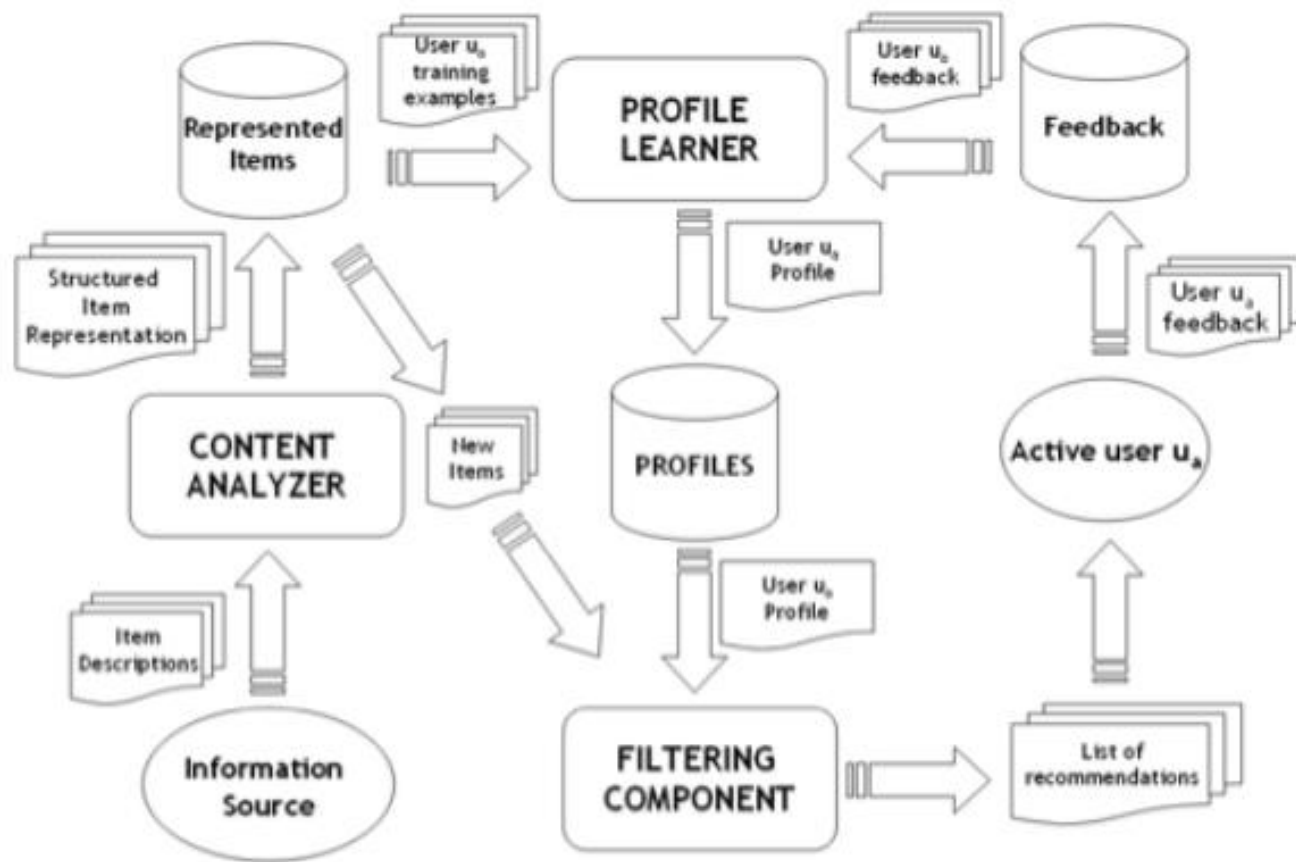 User uₐ
training
examples
User uₐ
feedback
Represented
Items
PROFILE
LEARNER
Feedback
Structured
Item
Representation
User uₐ
Profile
User uₐ
feedback
CONTENT
ANALYZER
New
Items
PROFILES
Active user uₐ
Item
Descriptions
User uₐ
Profile
Information
Source
FILTERING
COMPONENT
List of
recommendations